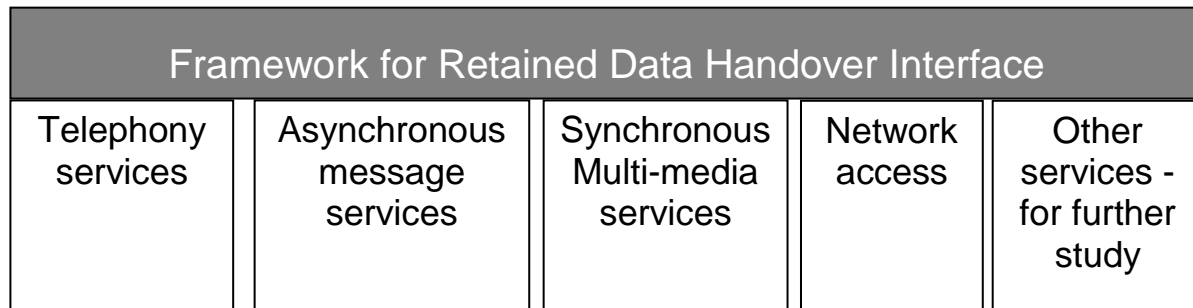 Framework for Retained Data Handover Interface
Telephony
services
Asynchronous
message
services
Synchronous
Multi-media
services
Network
access
Other
services -
for further
study